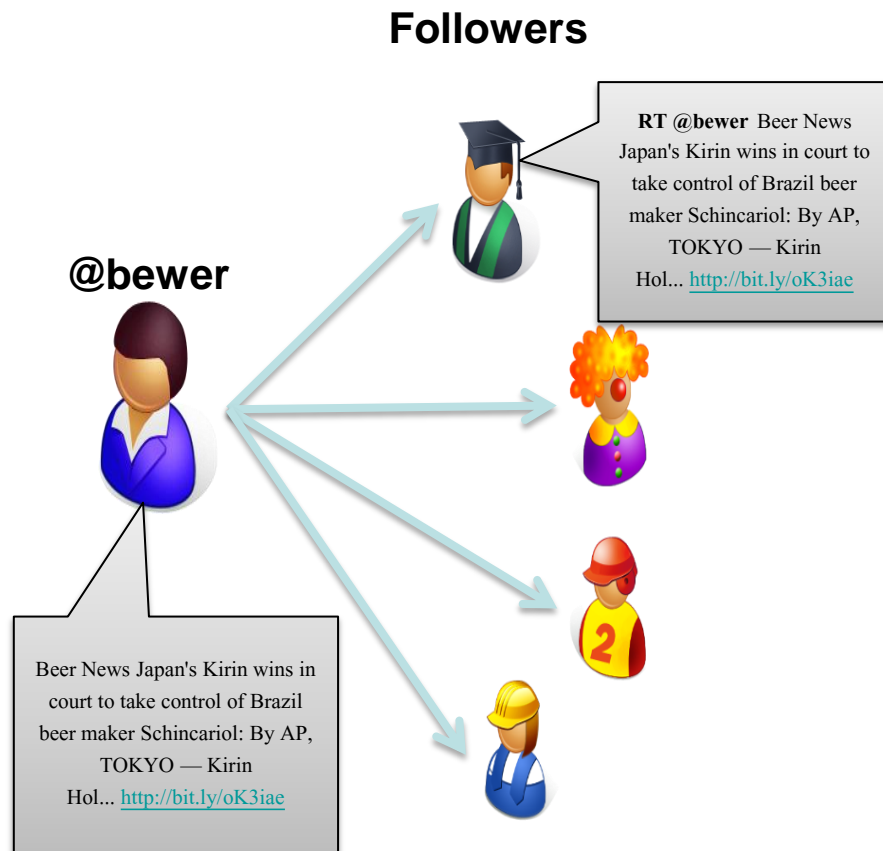 Followers
RT @bewer Beer News
Japan's Kirin wins in court to
take control of Brazil beer
maker Schincariol: By AP,
TOKYO — Kirin
Hol... http://bit.ly/oK3iae
@bewer
2
Beer News Japan's Kirin wins in
court to take control of Brazil
beer maker Schincariol: By AP,
TOKYO — Kirin
Hol... http://bit.ly/oK3iae